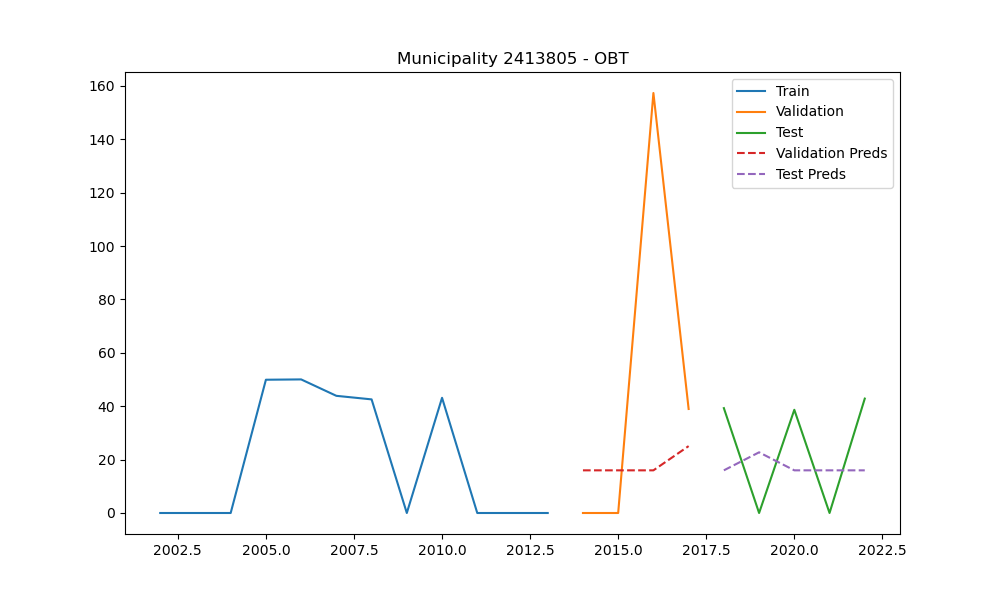 Municipality 2413805 - OBT
160
140
120
100
80
60
40
20
0
Train
Validation
Test
Validation Preds
Test Preds
2002.5 2005.0 2007.5 2010.0 2012.5 2015.0 2017.5 2020.0 2022.5